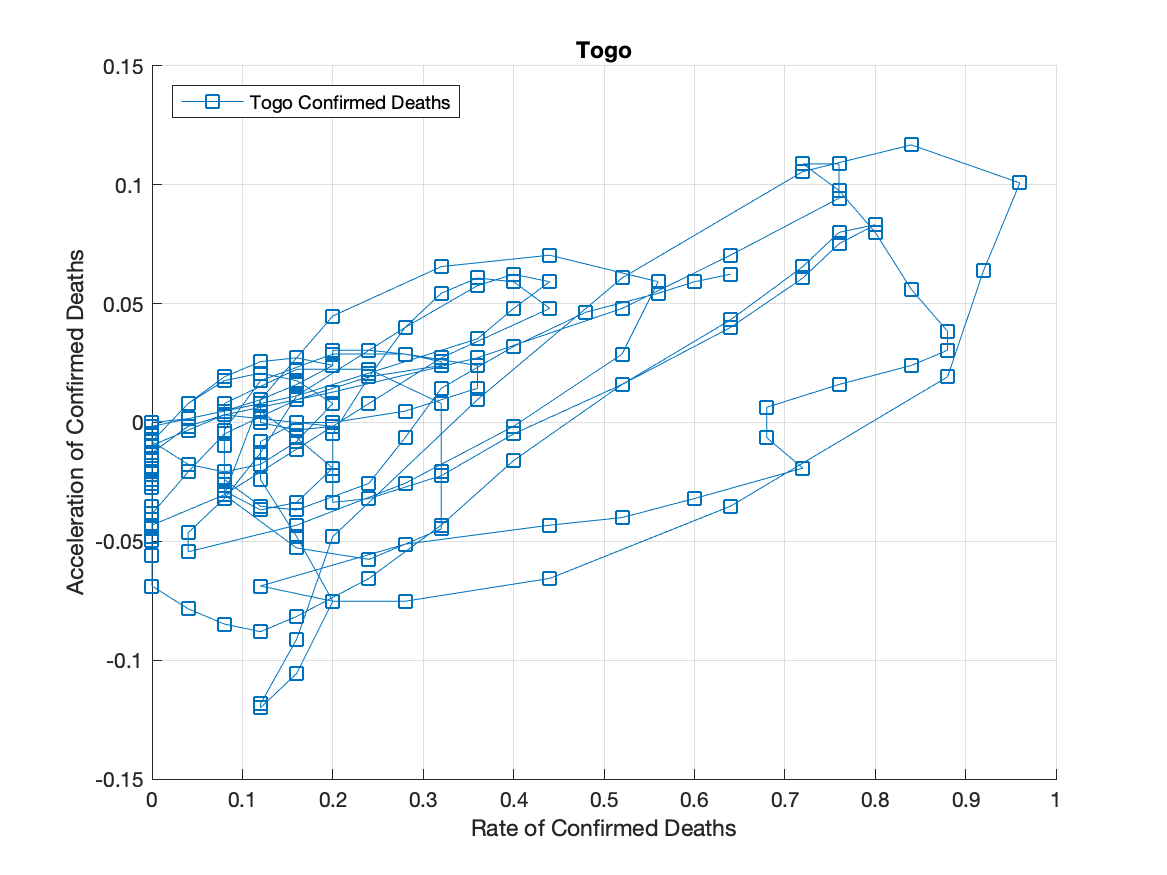 Togo
0.15
Togo Confirmed Deaths
0.1
0.05
0
-0.05
-0.1
-0.15
Acceleration of Confirmed Deaths
0 0.1 0.2 0.3 0.4 0.5 0.6 0.7 0.8 0.9 1
Rate of Confirmed Deaths